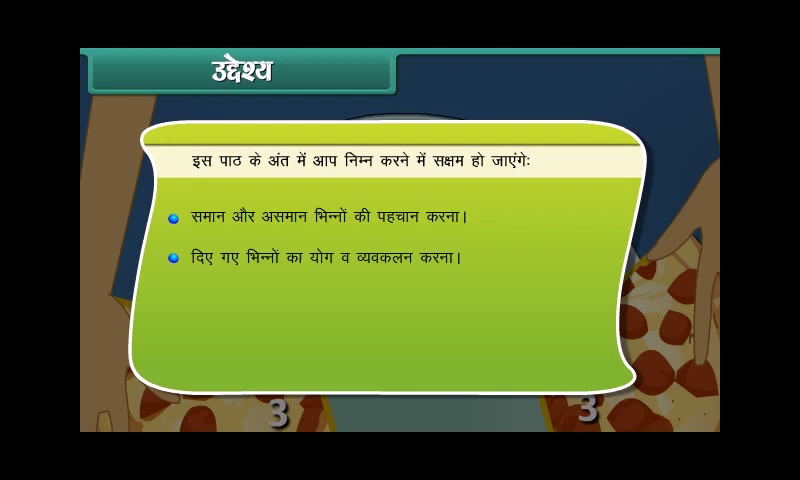 उद्देश्य
इस पाठ के अंत में आप निम्न करने में सक्षम हो जाएंगे:
समान और असमान भिन्नों की पहचान करना।
दिए गए भिन्नों का योग व व्यवकलन करना।
3 3